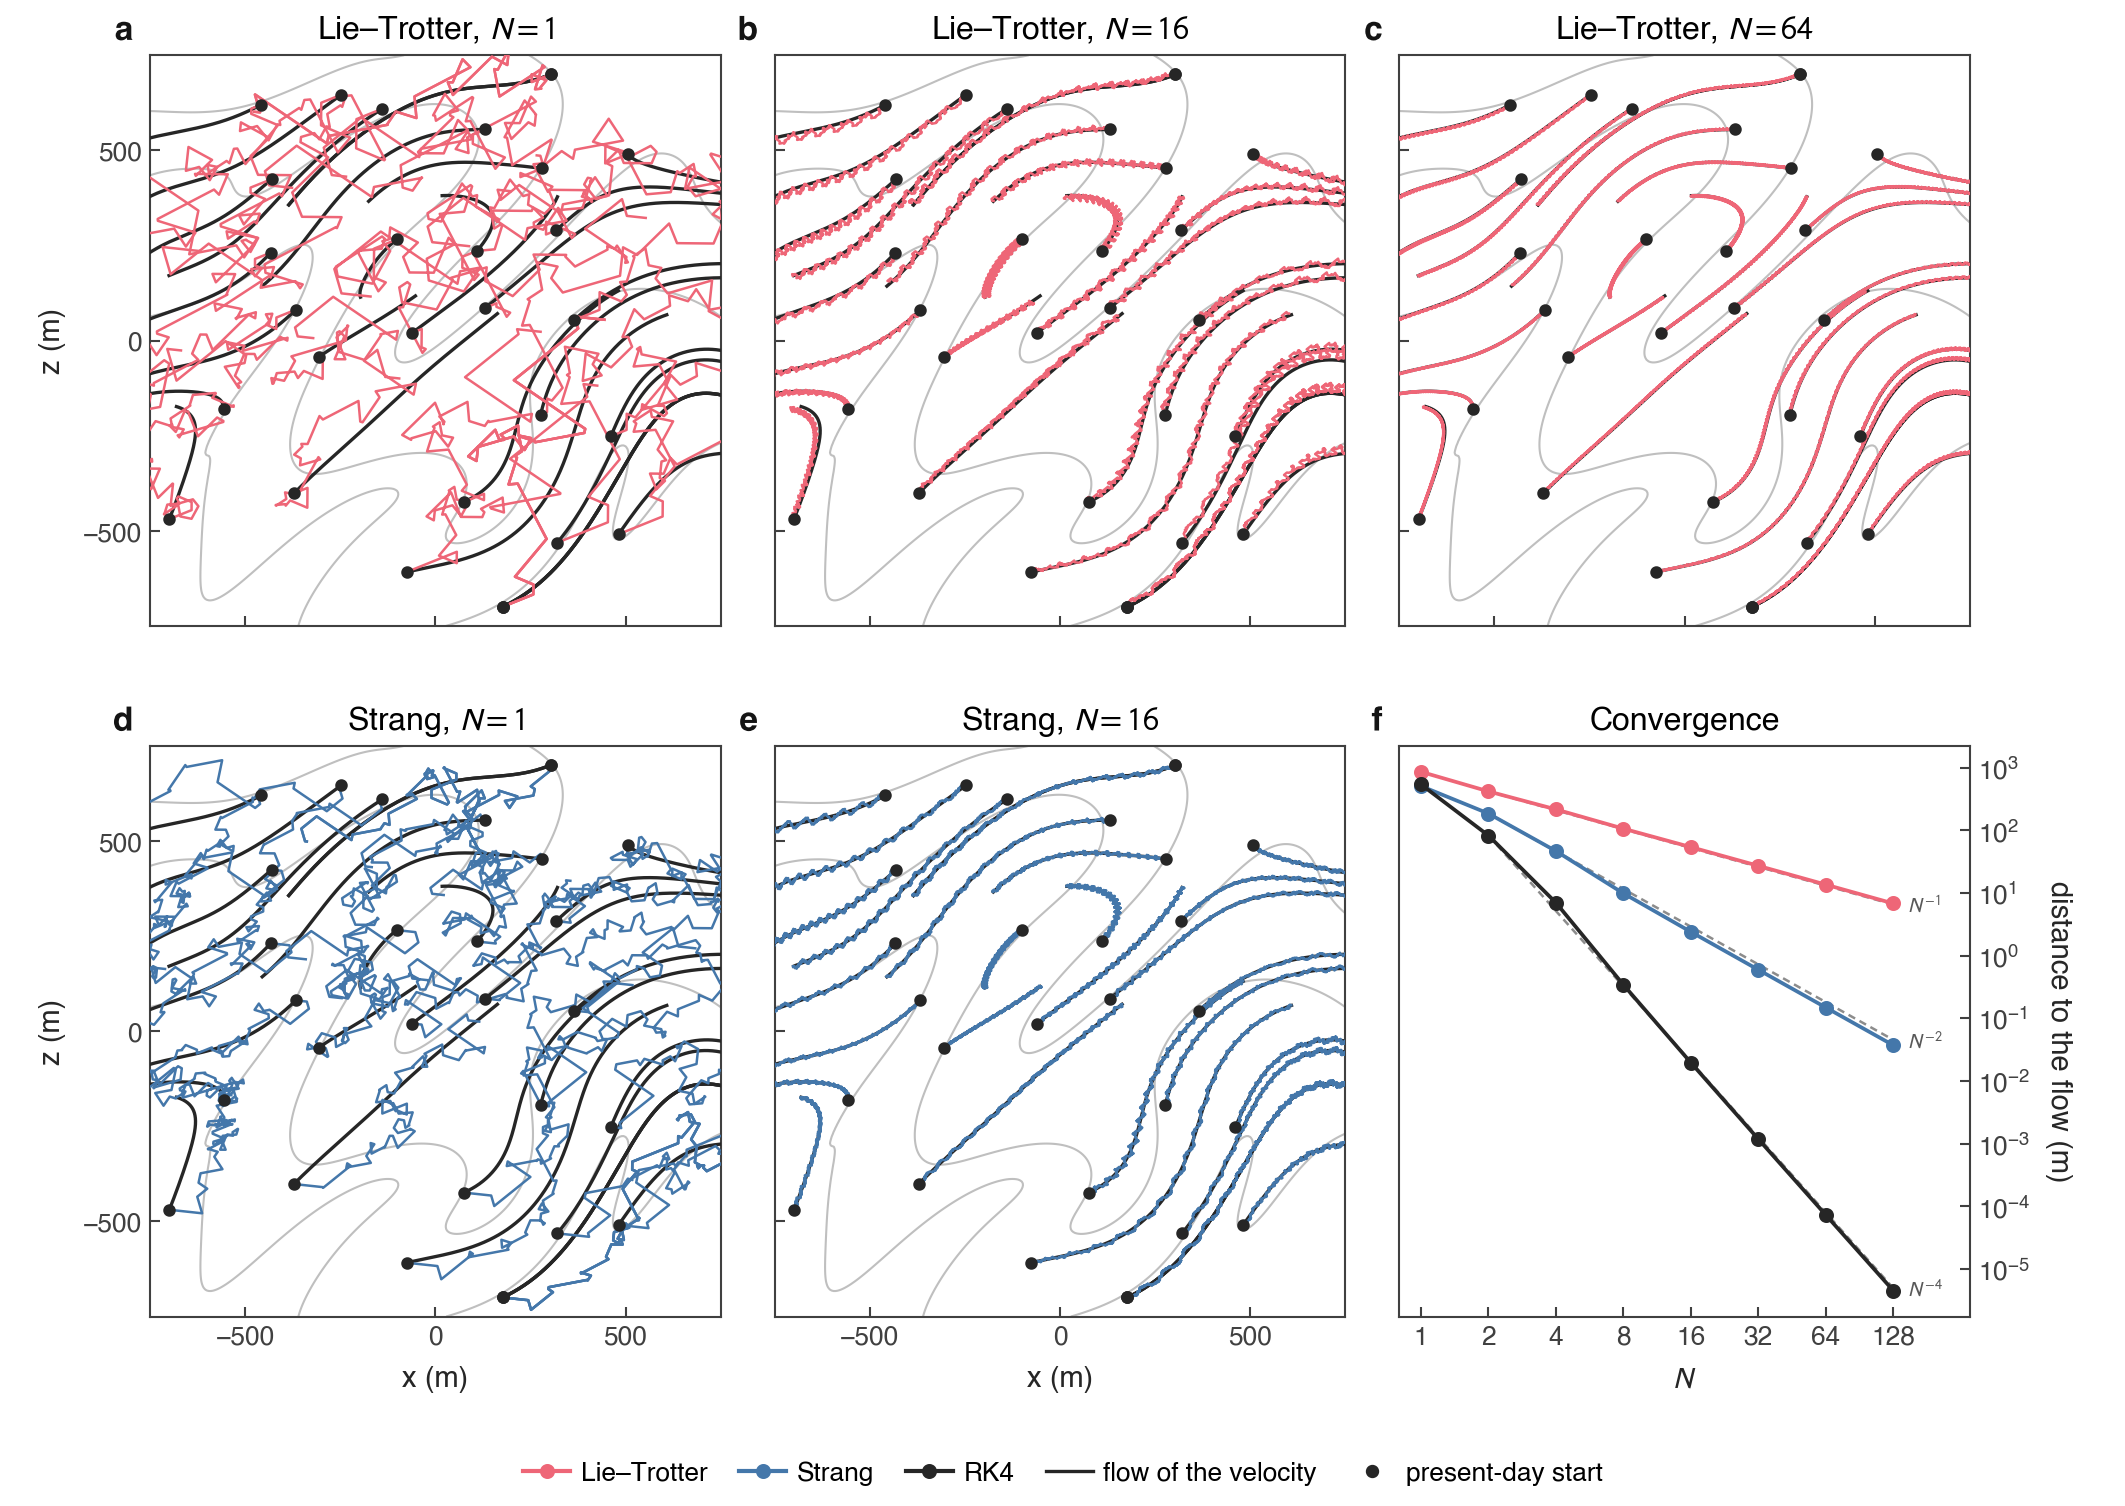 a Lie–Trotter, N=1
b Lie–Trotter, N=16
c Lie–Trotter, N=64
500
0
−500
z (m)
d Strang, N=1
e Strang, N=16
f Convergence
500
0
−500
z (m)
−500 0 500
x (m)
−500 0 500
x (m)
10³
10²
10¹
10⁰
10⁻¹
10⁻²
10⁻³
10⁻⁴
10⁻⁵
distance to the flow (m)
N⁻¹
N⁻²
N⁻⁴
1 2 4 8 16 32 64 128
N
Lie–Trotter Strang RK4 flow of the velocity present-day start